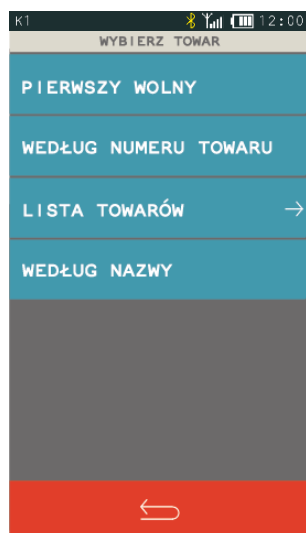 K1 12:00
WYBIERZ TOWAR
PIERWSZY WOLNY
WEDŁUG NUMERU TOWARU
LISTA TOWARÓW
WEDŁUG NAZWY